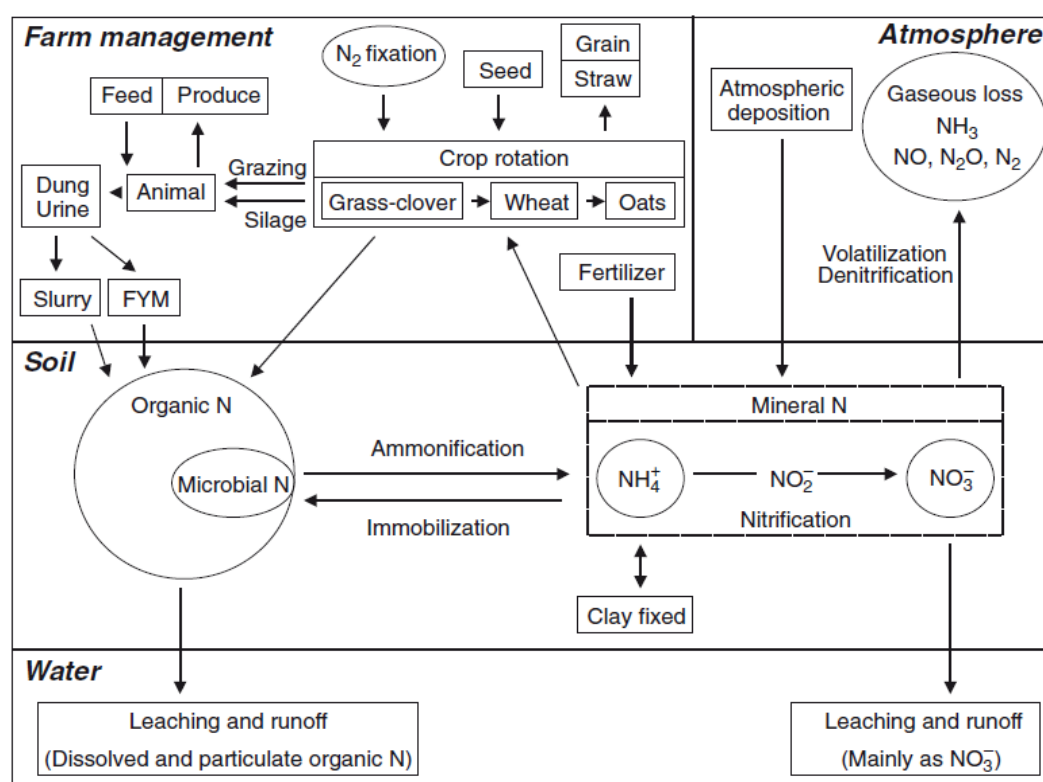 Farm management
N₂ fixation
Seed
Grain
Straw
Feed
Produce
Grazing
Silage
Dung
Urine
Animal
Crop rotation
Grass-clover
Wheat
Oats
Slurry
FYM
Fertilizer
Atmosphere
Atmospheric
deposition
Gaseous loss
NH₃
NO, N₂O, N₂
Volatilization
Denitrification
Soil
Organic N
Microbial N
Ammonification
Immobilization
Mineral N
NH₄⁺
NO₂⁻
NO₃⁻
Nitrification
Clay fixed
Water
Leaching and runoff
(Dissolved and particulate organic N)
Leaching and runoff
(Mainly as NO₃⁻)